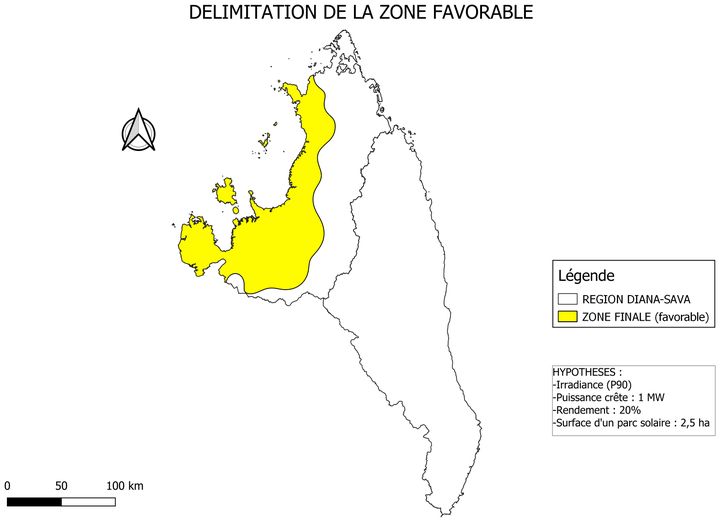 DELIMITATION DE LA ZONE FAVORABLE
Légende
REGION DIANA-SAVA
ZONE FINALE (favorable)
HYPOTHESES :
-Irradiance (P90)
-Puissance crête : 1 MW
-Rendement : 20%
-Surface d'un parc solaire : 2,5 ha
0 50 100 km